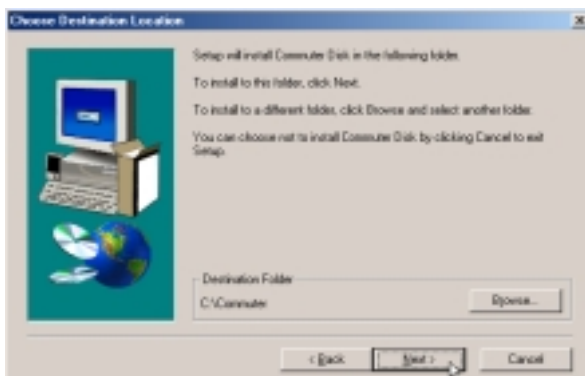 Choose Destination Location
Setup will install Commuter Disk in the following folder.
To install to this folder, click Next.
To install to a different folder, click Browse and select another folder.
You can choose not to install Commuter Disk by clicking Cancel to exit
Setup.
Destination Folder
C:\Commuter
Browse...
< Back
Next >
Cancel